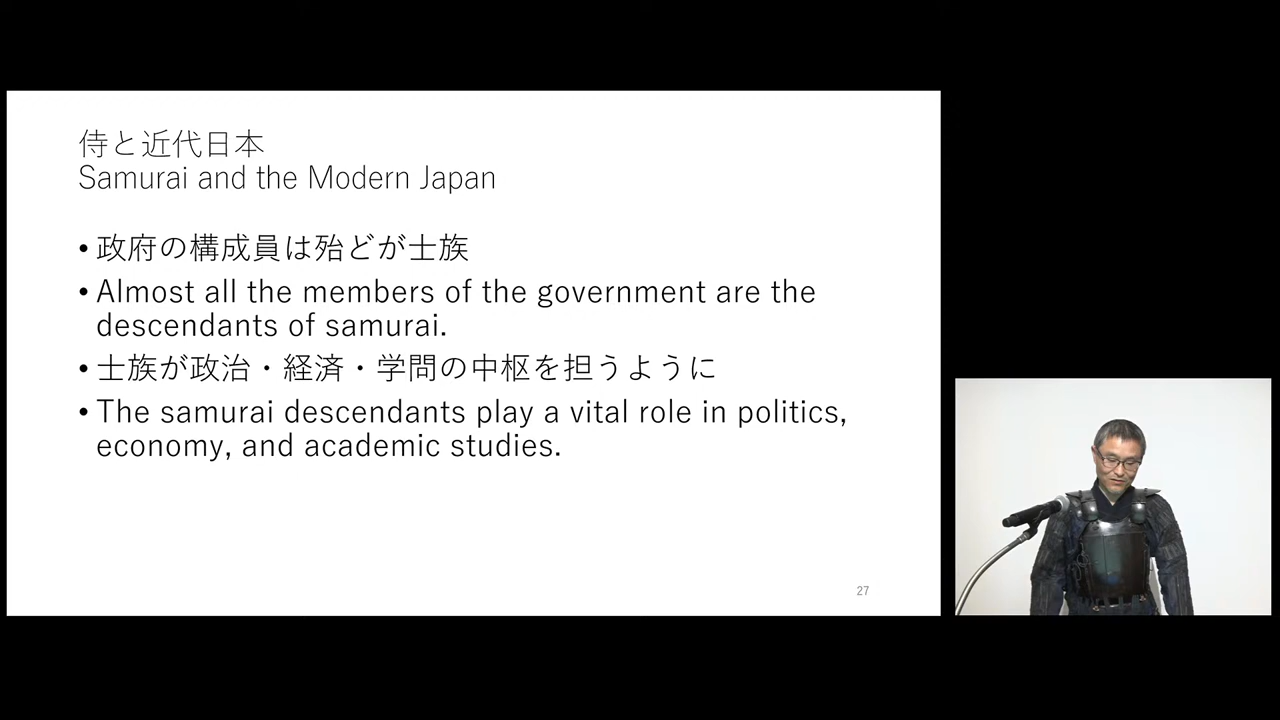 侍と近代日本
Samurai and the Modern Japan
• 政府の構成員は殆どが士族
• Almost all the members of the government are the
descendants of samurai.
• 士族が政治・経済・学問の中枢を担うように
• The samurai descendants play a vital role in politics,
economy, and academic studies.
27